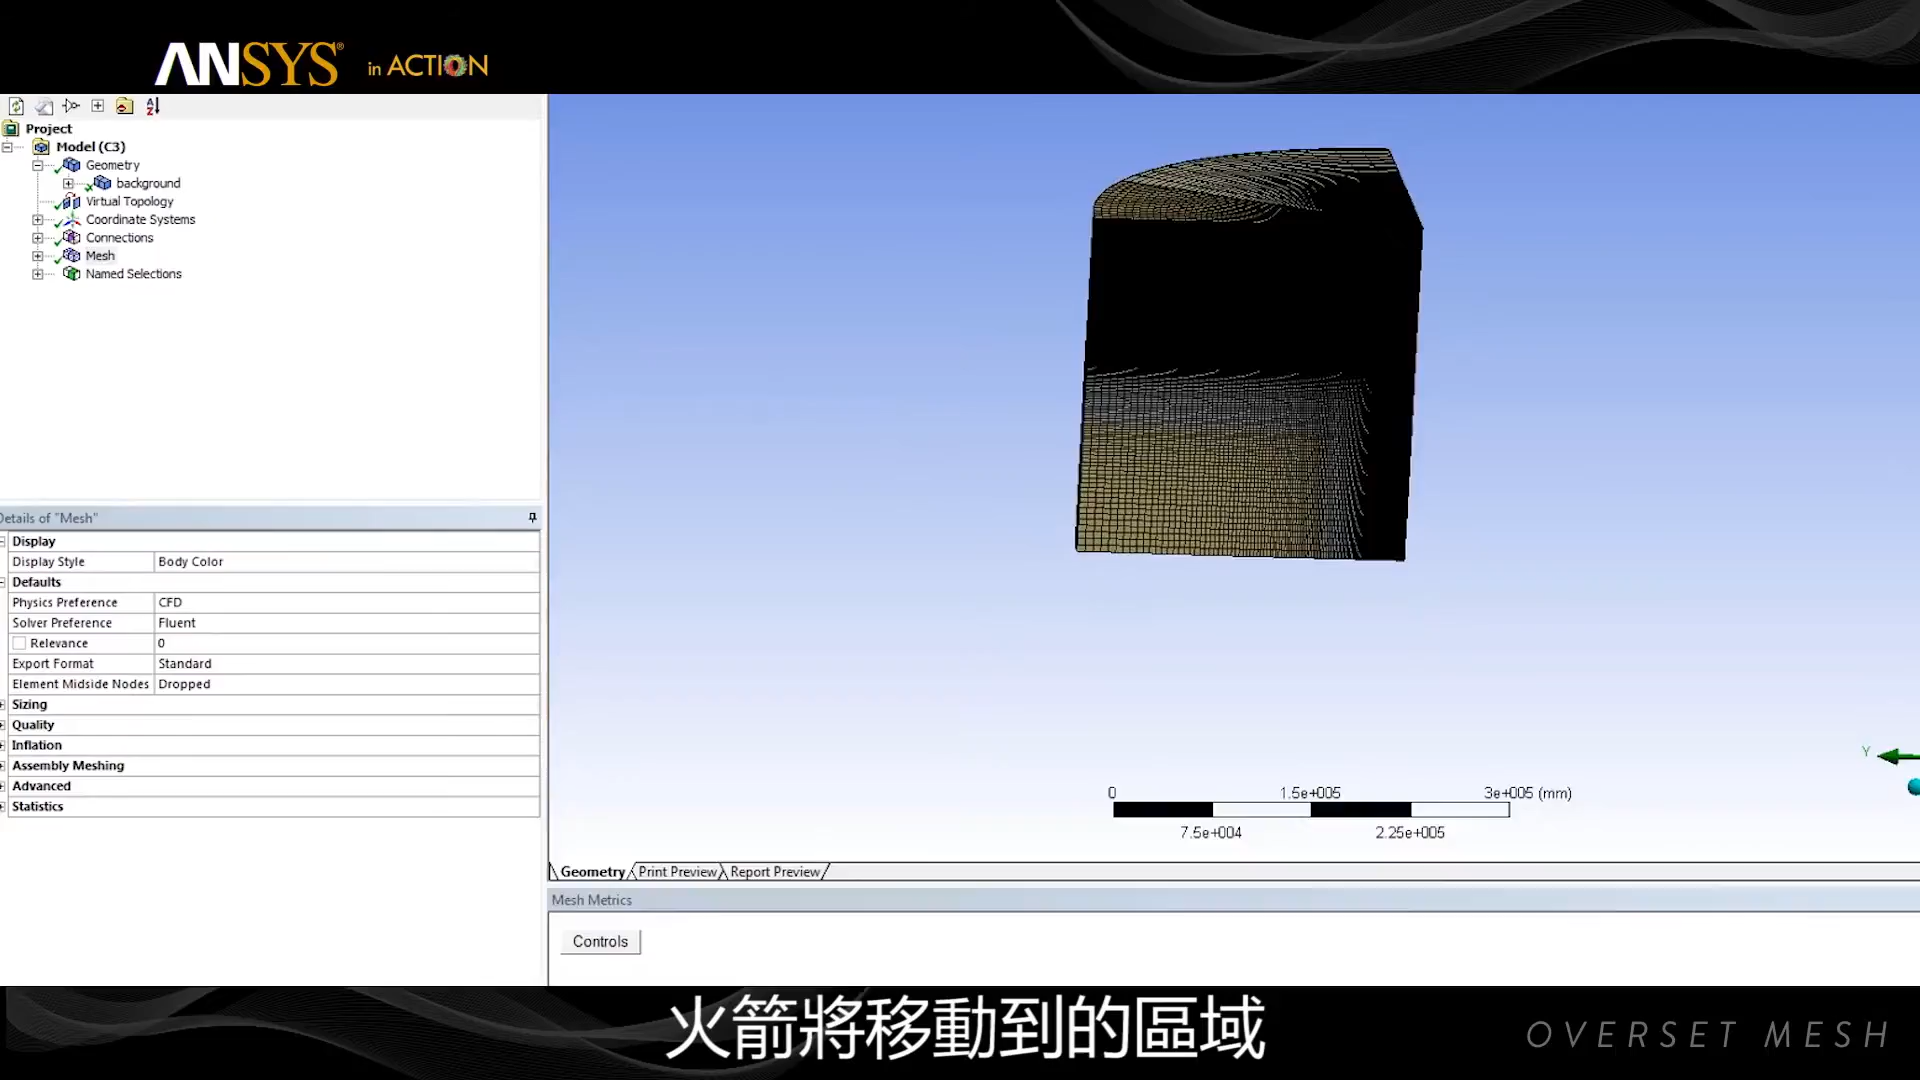 ANSYS® in ACTION
Project
Model (C3)
Geometry
background
Virtual Topology
Coordinate Systems
Connections
Mesh
Named Selections
Details of "Mesh"
Display
Display Style Body Color
Defaults
Physics Preference CFD
Solver Preference Fluent
Relevance 0
Export Format Standard
Element Midside Nodes Dropped
Sizing
Quality
Inflation
Assembly Meshing
Advanced
Statistics
Y
0 1.5e+005 3e+005 (mm)
7.5e+004 2.25e+005
Geometry Print Preview Report Preview
Mesh Metrics
Controls
火箭將移動到的區域
OVERSET MESH